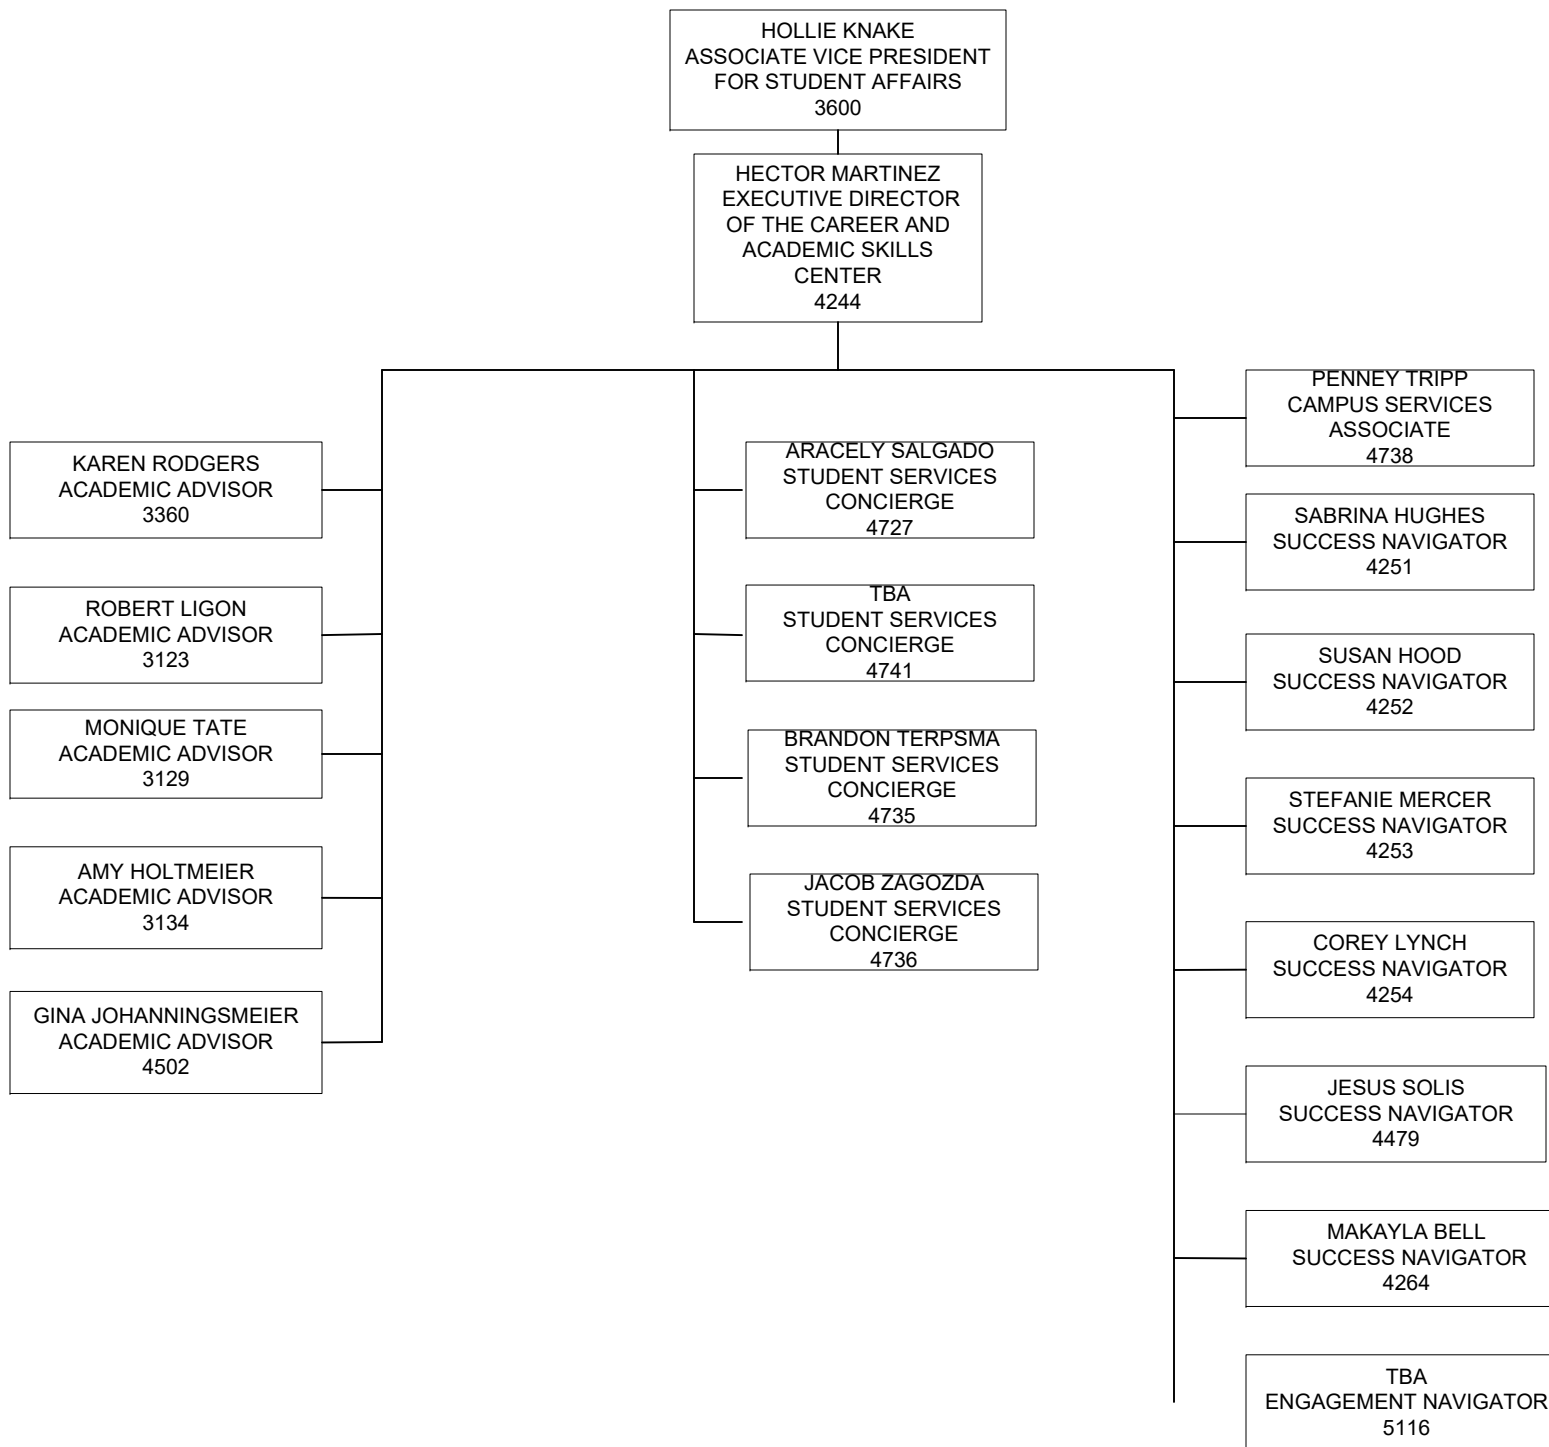 HOLLIE KNAKE
ASSOCIATE VICE PRESIDENT
FOR STUDENT AFFAIRS
3600
HECTOR MARTINEZ
EXECUTIVE DIRECTOR
OF THE CAREER AND
ACADEMIC SKILLS
CENTER
4244
KAREN RODGERS
ACADEMIC ADVISOR
3360
ROBERT LIGON
ACADEMIC ADVISOR
3123
MONIQUE TATE
ACADEMIC ADVISOR
3129
AMY HOLTMEIER
ACADEMIC ADVISOR
3134
GINA JOHANNINGSMEIER
ACADEMIC ADVISOR
4502
ARACELY SALGADO
STUDENT SERVICES
CONCIERGE
4727
TBA
STUDENT SERVICES
CONCIERGE
4741
BRANDON TERPSMA
STUDENT SERVICES
CONCIERGE
4735
JACOB ZAGOZDA
STUDENT SERVICES
CONCIERGE
4736
PENNEY TRIPP
CAMPUS SERVICES
ASSOCIATE
4738
SABRINA HUGHES
SUCCESS NAVIGATOR
4251
SUSAN HOOD
SUCCESS NAVIGATOR
4252
STEFANIE MERCER
SUCCESS NAVIGATOR
4253
COREY LYNCH
SUCCESS NAVIGATOR
4254
JESUS SOLIS
SUCCESS NAVIGATOR
4479
MAKAYLA BELL
SUCCESS NAVIGATOR
4264
TBA
ENGAGEMENT NAVIGATOR
5116